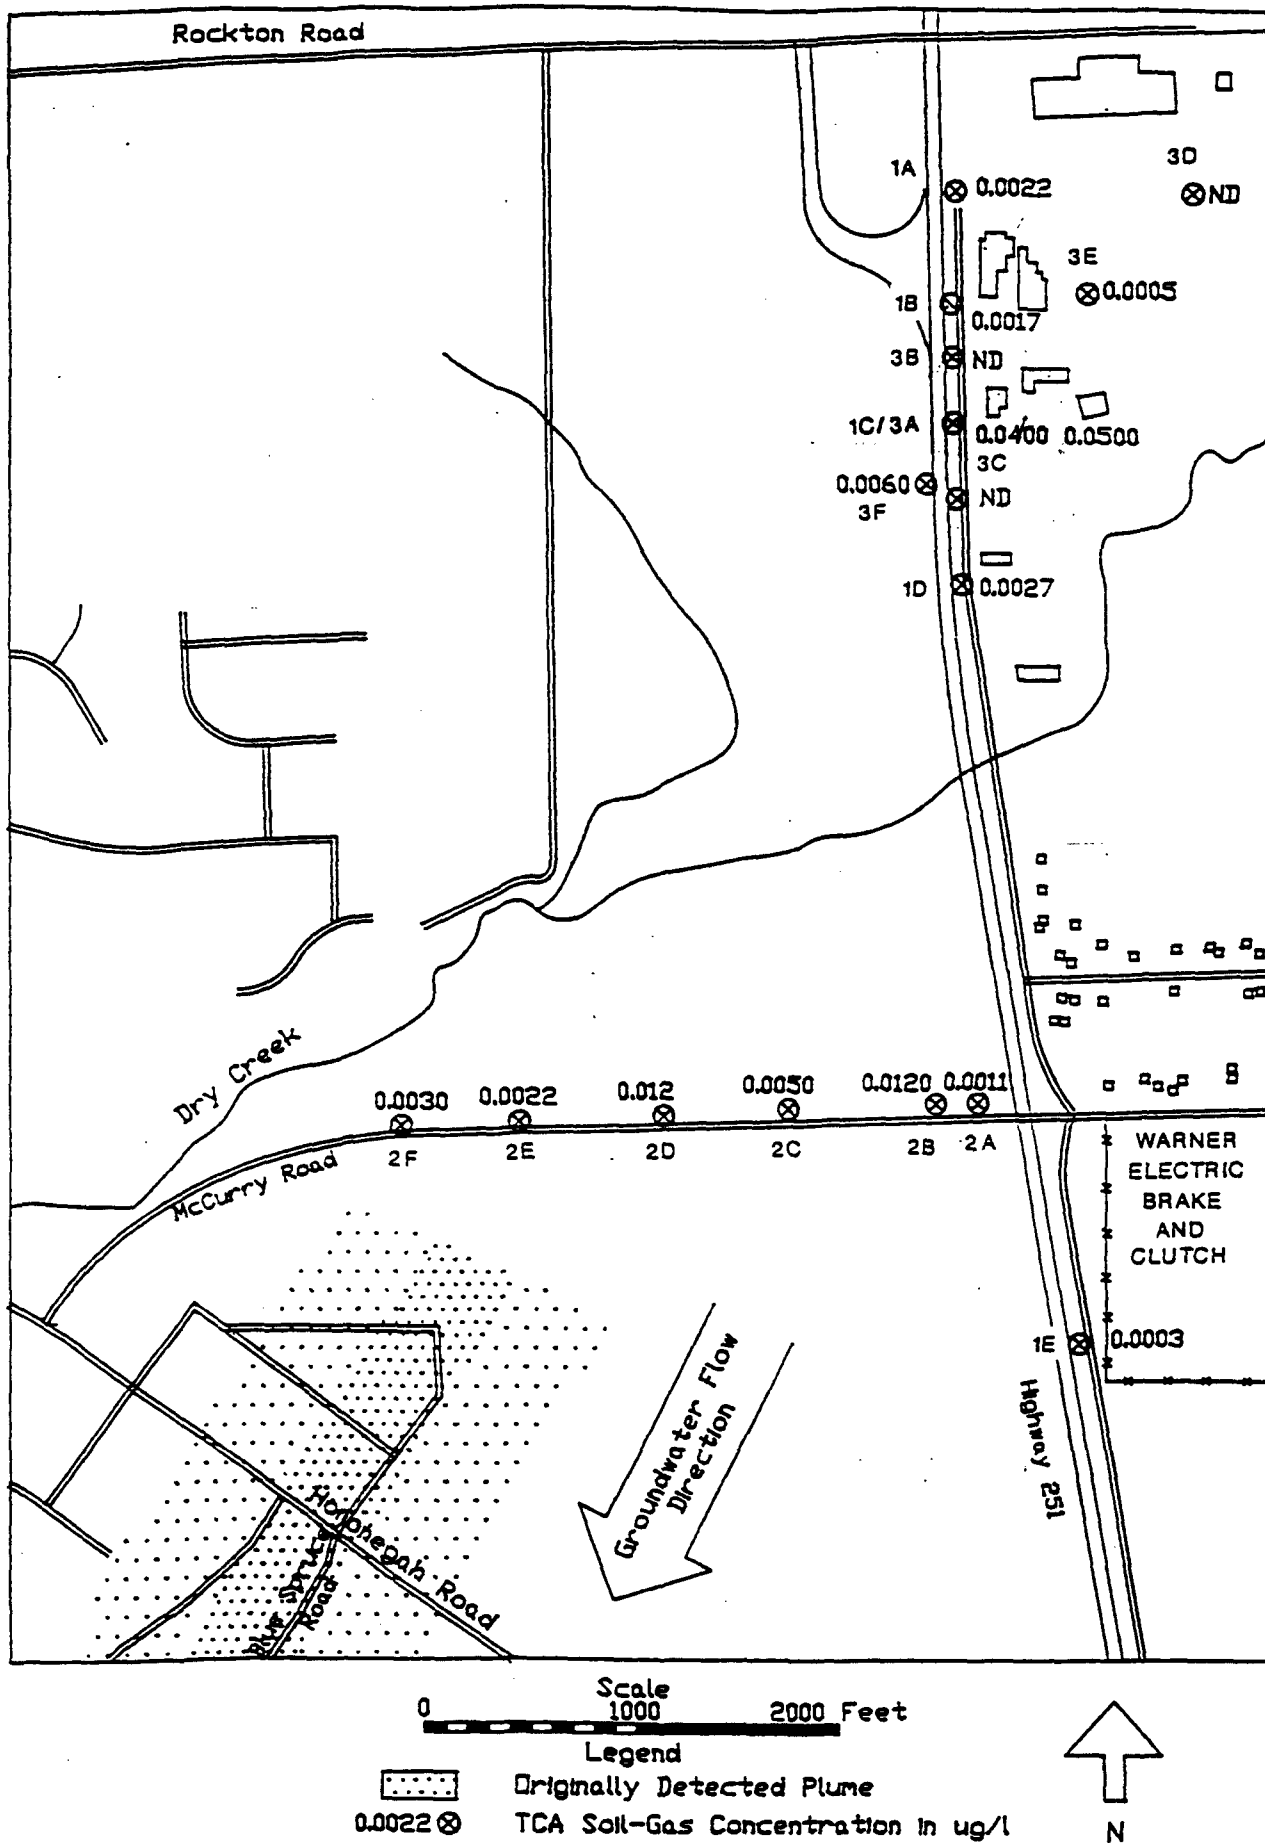 Rockton Road
3D
1A
0.0022
ND
3E
0.0005
1B
0.0017
3B
ND
1C/3A
0.0400 0.0500
3C
0.0060
ND
3F
1D
0.0027
Dry Creek
0.0030
0.0022
0.012
0.0050
0.0120
0.0011
2F
2E
2D
2C
2B
2A
McCurry Road
WARNER
ELECTRIC
BRAKE
AND
CLUTCH
1E
0.0003
Groundwater Flow
Direction
Highway 251
Hononegah Road
Blue Spruce
Road
Scale
0 1000 2000 Feet
Legend
Originally Detected Plume
0.0022 TCA Soil-Gas Concentration in ug/l
N